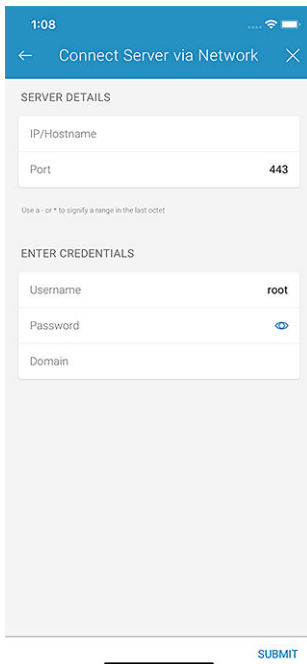 1:08
Connect Server via Network
SERVER DETAILS
IP/Hostname
Port 443
Use a - or * to signify a range in the last octet
ENTER CREDENTIALS
Username root
Password
Domain
SUBMIT